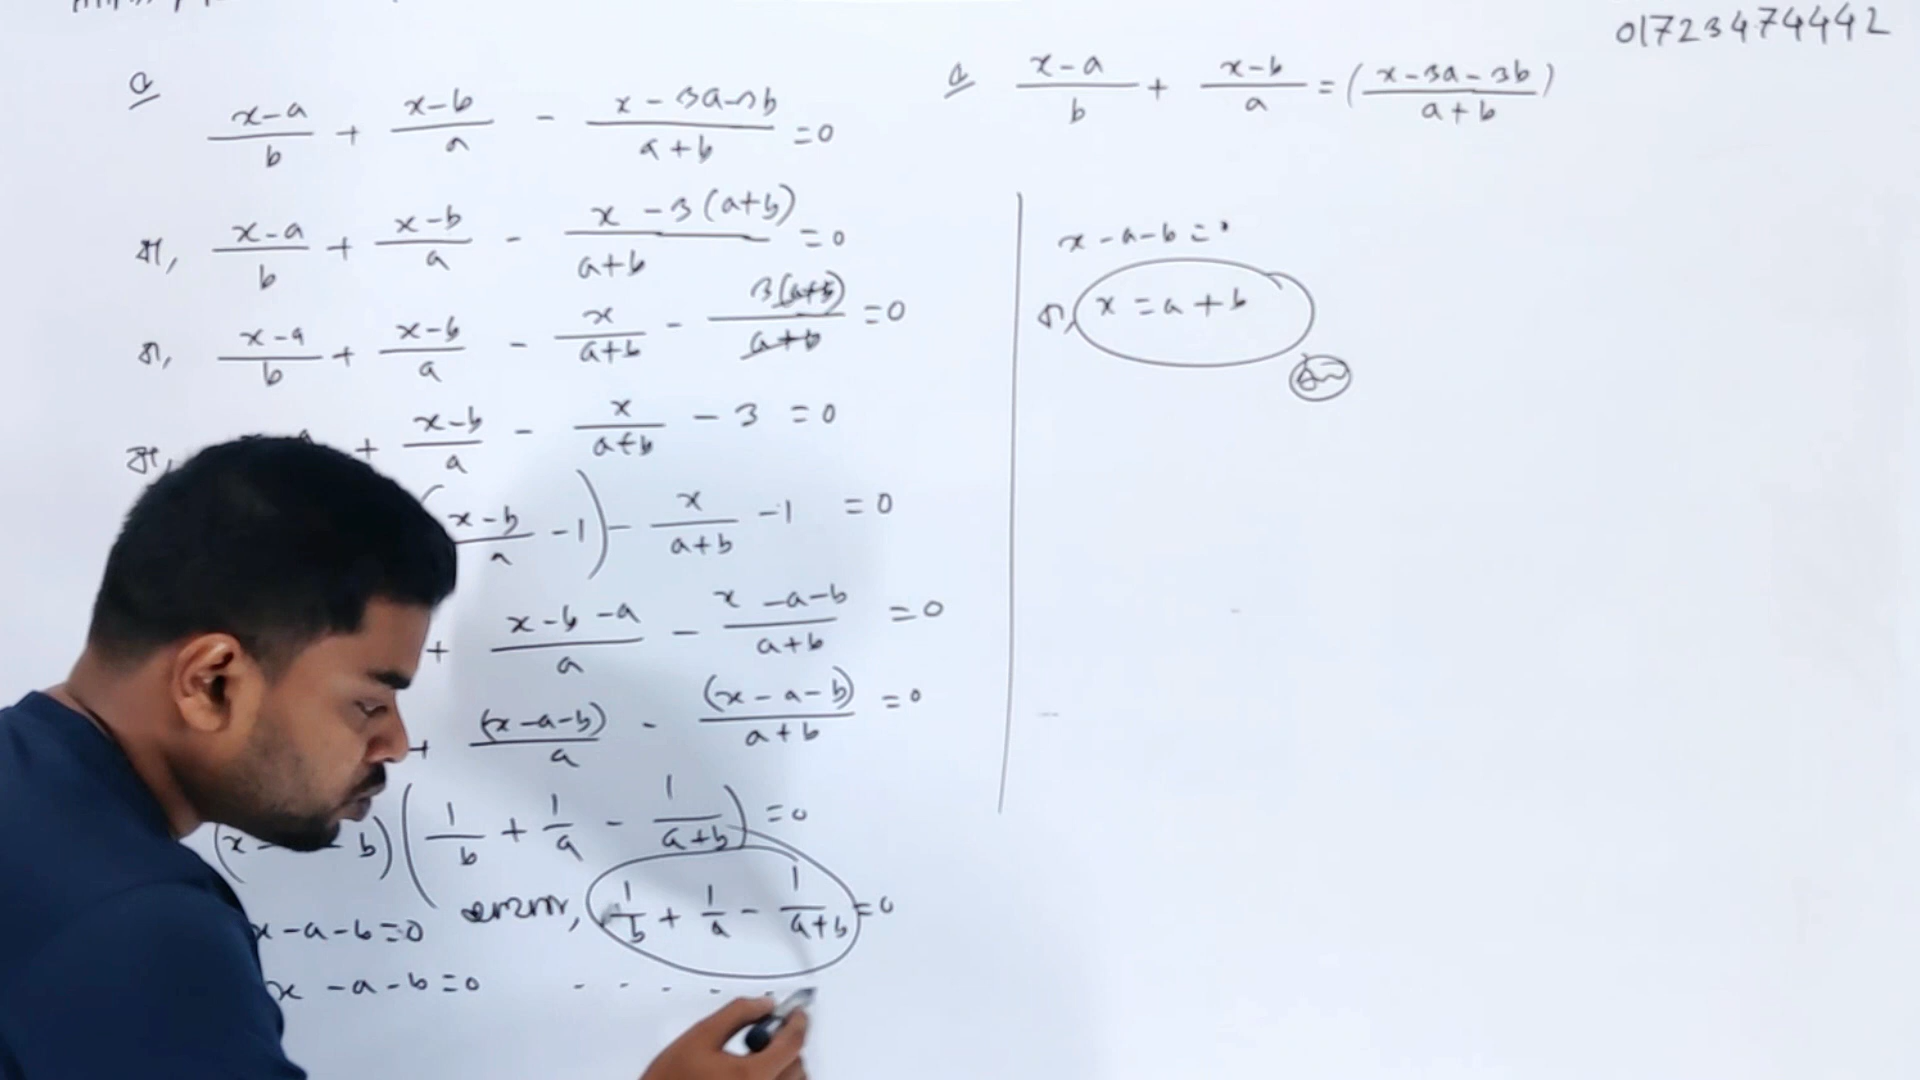 01723474442
(x-a)/b + (x-b)/a - (x-3a-3b)/(a+b) =0
বা, (x-a)/b + (x-b)/a - (x-3(a+b))/(a+b) =0
বা, (x-a)/b + (x-b)/a - x/(a+b) - 3(a+b)/(a+b) =0
বা, + (x-b)/a - x/(a+b) - 3 =0
((x-b)/a -1) - x/(a+b) -1 =0
+ (x-b-a)/a - (x-a-b)/(a+b) =0
+ (x-a-b)/a - (x-a-b)/(a+b) =0
(x- b)(1/b + 1/a - 1/(a+b)) =0
x-a-b=0 অথবা, 1/b + 1/a - 1/(a+b) =0
x-a-b=0
(x-a)/b + (x-b)/a = ((x-3a-3b)/(a+b))
x-a-b=0
বা, x=a+b